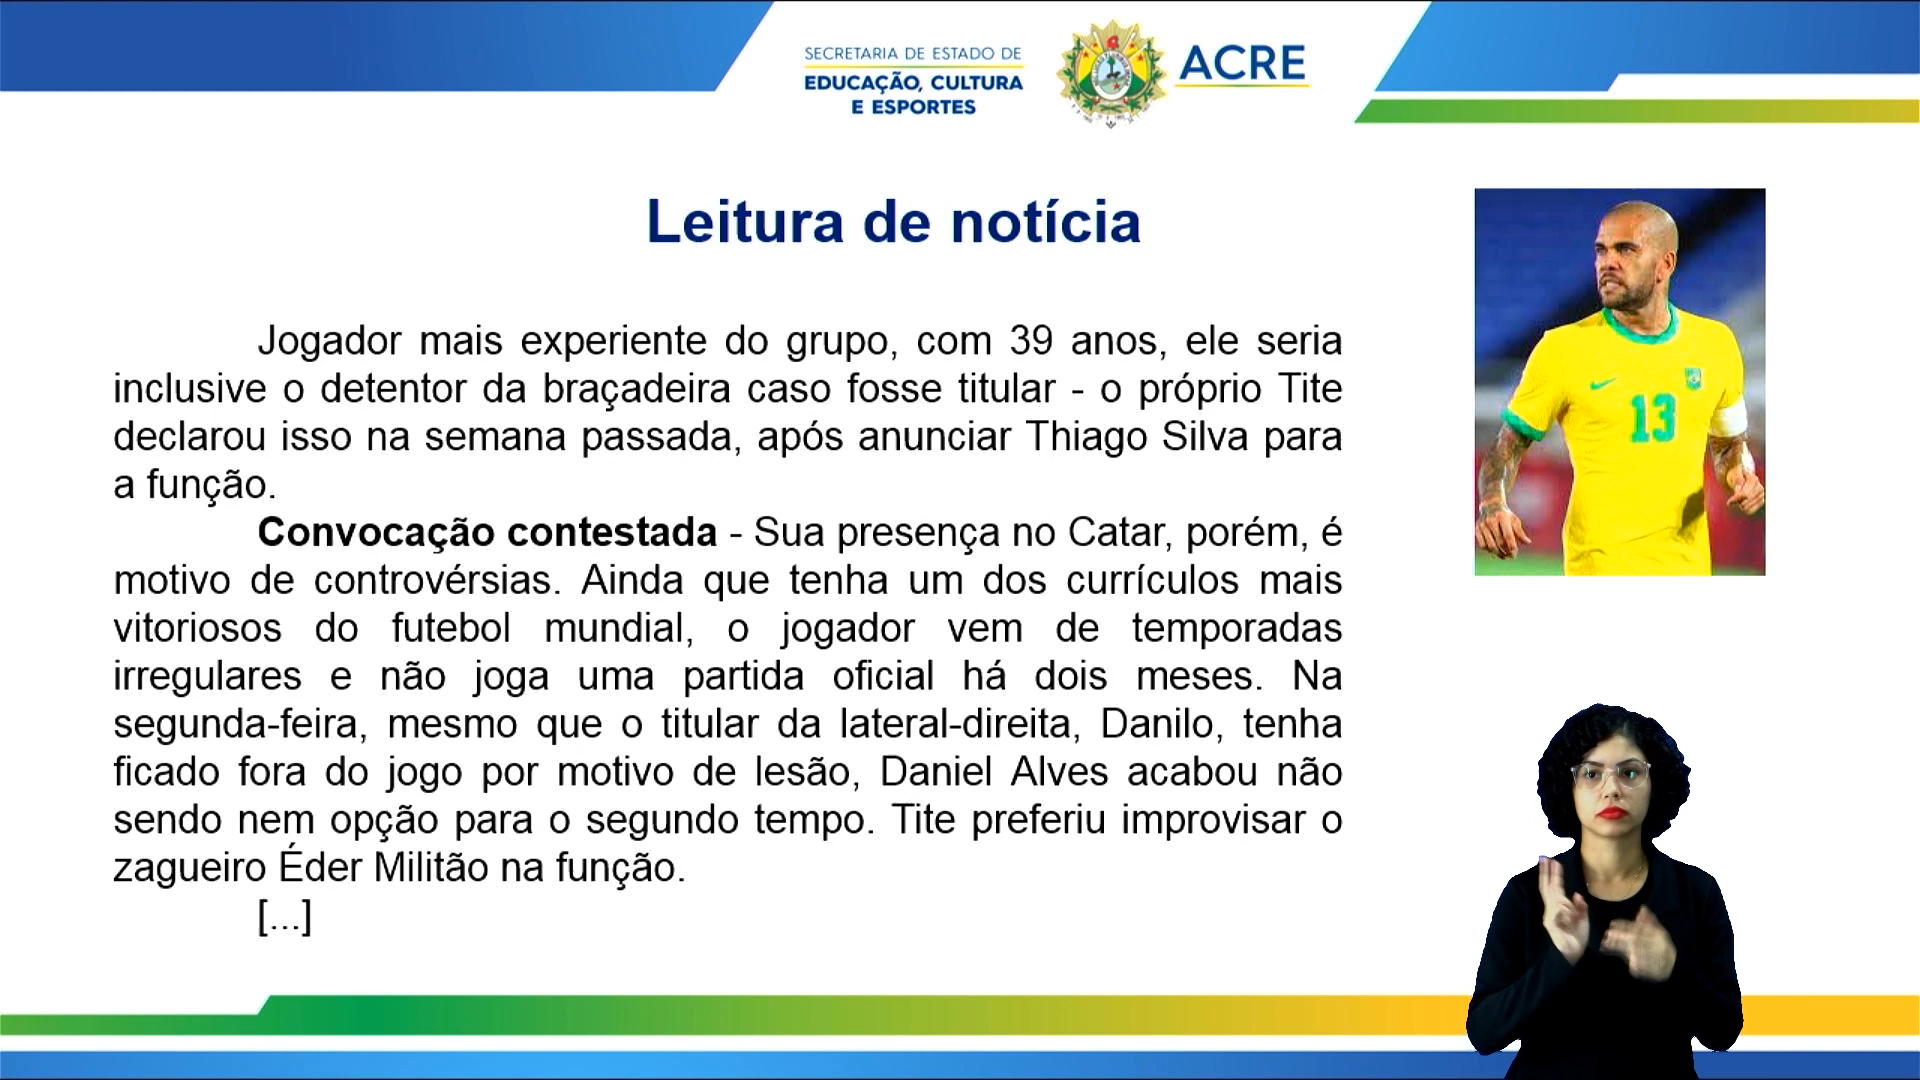 SECRETARIA DE ESTADO DE
EDUCAÇÃO, CULTURA
E ESPORTES
ACRE
Leitura de notícia
Jogador mais experiente do grupo, com 39 anos, ele seria
inclusive o detentor da braçadeira caso fosse titular - o próprio Tite
declarou isso na semana passada, após anunciar Thiago Silva para
a função.
Convocação contestada - Sua presença no Catar, porém, é
motivo de controvérsias. Ainda que tenha um dos currículos mais
vitoriosos do futebol mundial, o jogador vem de temporadas
irregulares e não joga uma partida oficial há dois meses. Na
segunda-feira, mesmo que o titular da lateral-direita, Danilo, tenha
ficado fora do jogo por motivo de lesão, Daniel Alves acabou não
sendo nem opção para o segundo tempo. Tite preferiu improvisar o
zagueiro Éder Militão na função.
[...]
13